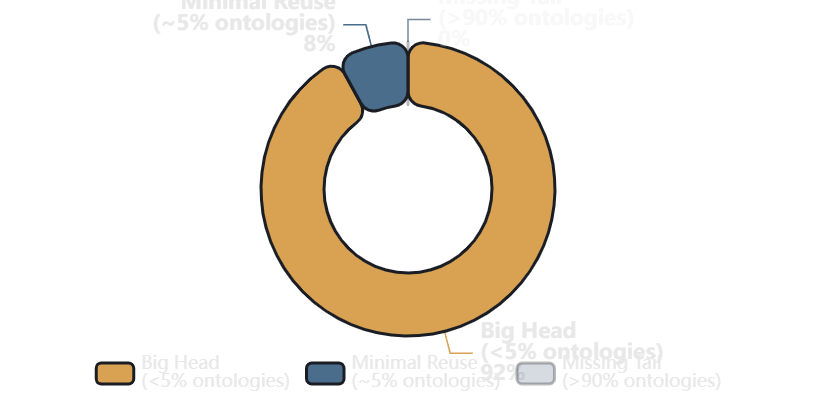 Minimal Reuse
(~5% ontologies)
8%
Missing Tail
(>90% ontologies)
0%
Big Head
(<5% ontologies)
92%
Big Head
(<5% ontologies)
Minimal Reuse
(~5% ontologies)
Missing Tail
(>90% ontologies)